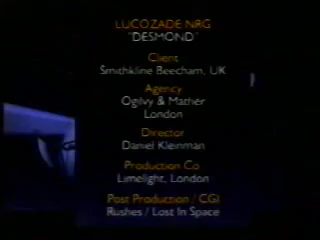 LUCOZADE NRG
"DESMOND"
Client
Smithkline Beecham, UK
Agency
Ogilvy & Mather
London
Director
Daniel Kleinman
Production Co
Limelight, London
Post Production / CGI
Rushes / Lost In Space